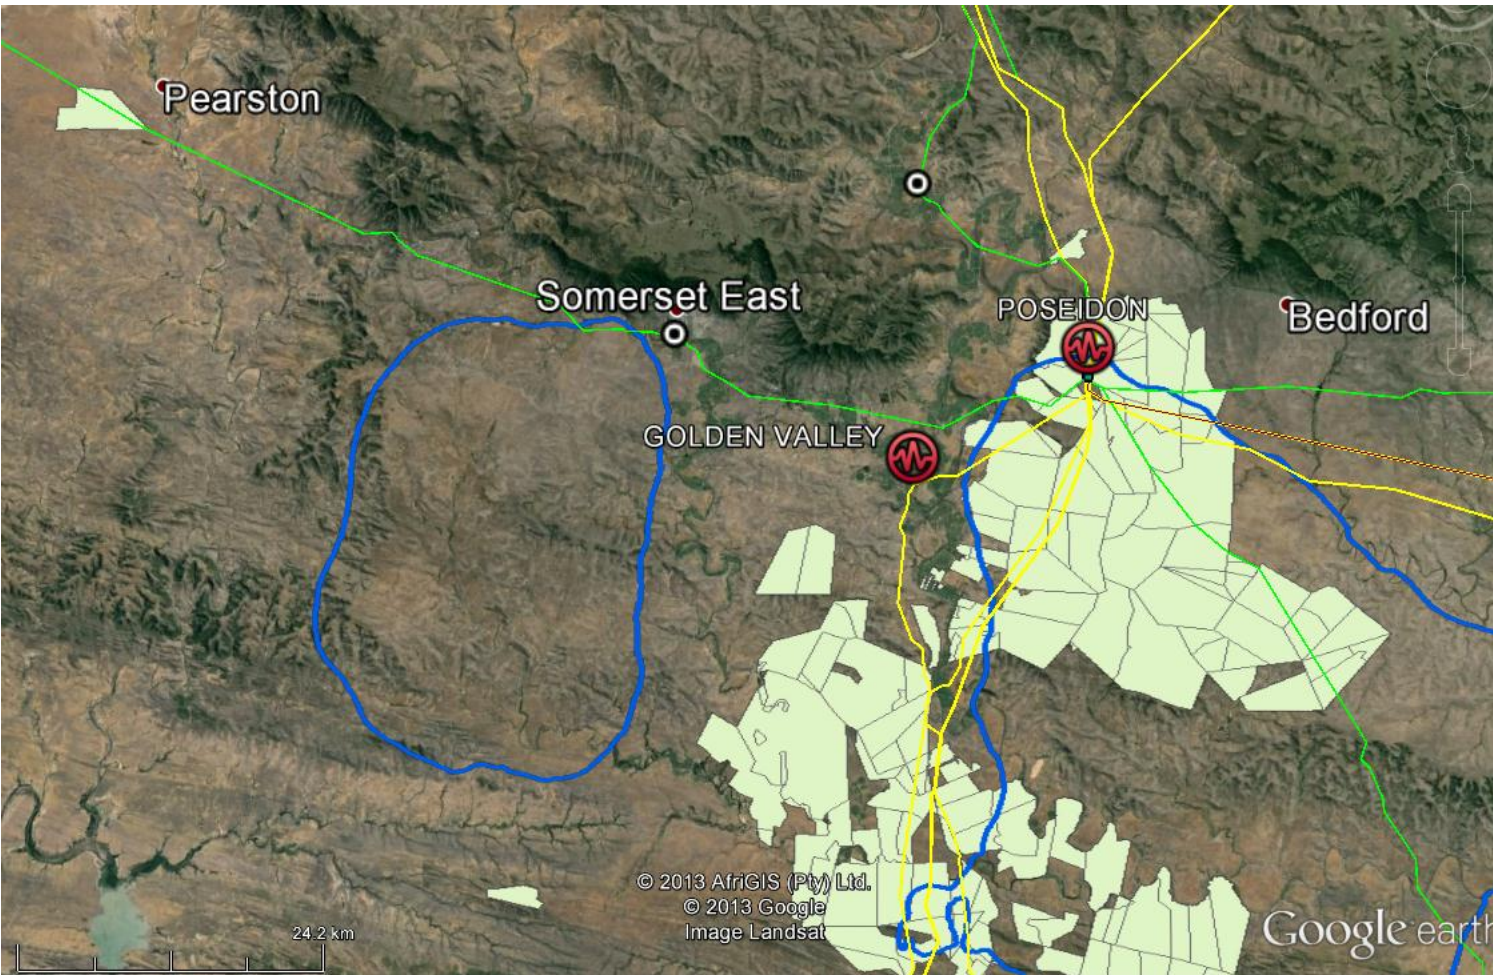 Pearston
Somerset East
POSEIDON
Bedford
GOLDEN VALLEY
© 2013 AfriGIS (Pty) Ltd.
© 2013 Google
Image Landsat
24.2 km
Google earth